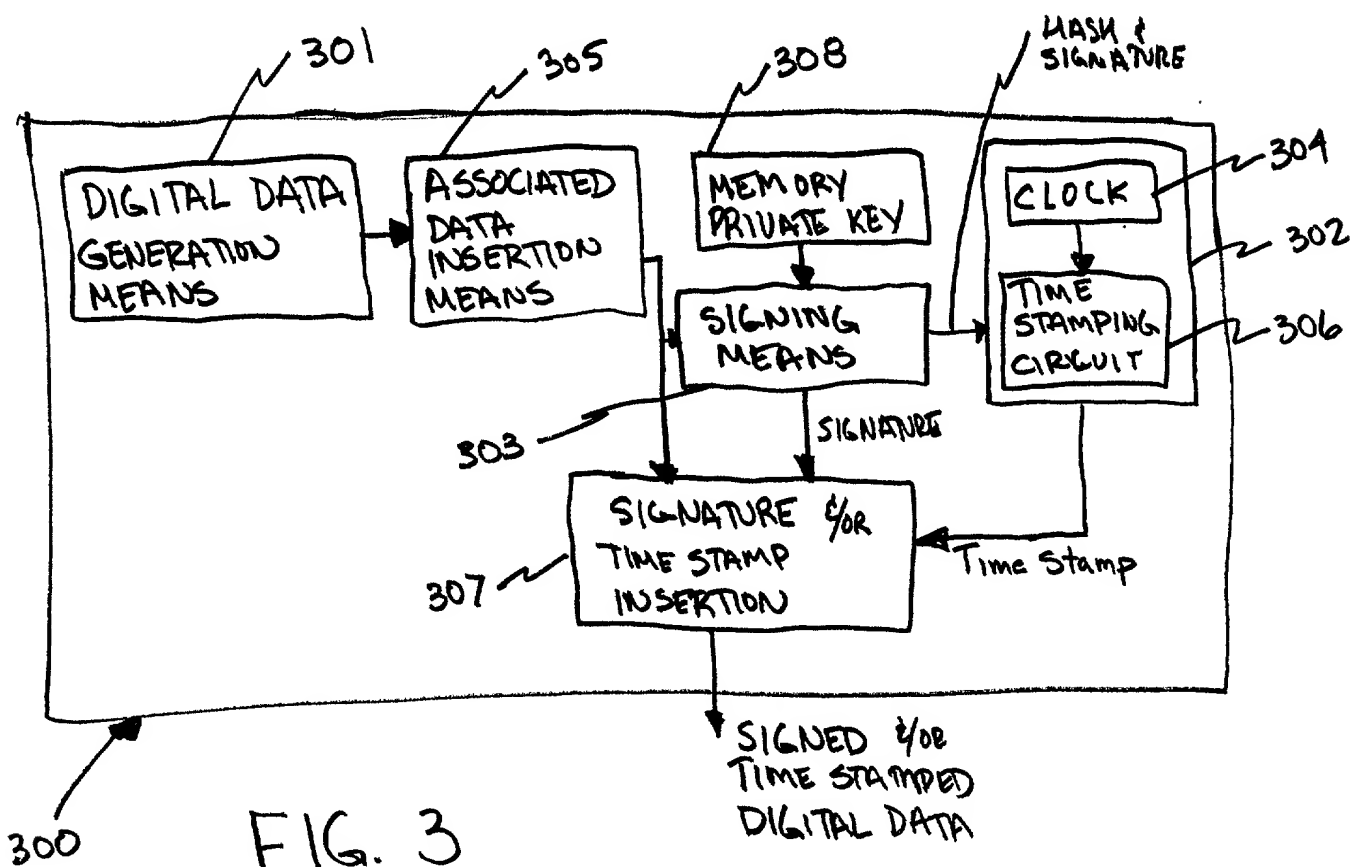 301
305
308
HASH &
SIGNATURE
304
302
306
DIGITAL DATA
GENERATION
MEANS
ASSOCIATED
DATA
INSERTION
MEANS
MEMORY
PRIVATE KEY
CLOCK
TIME
STAMPING
CIRCUIT
SIGNING
MEANS
303
SIGNATURE
SIGNATURE &/OR
TIME STAMP
INSERTION
307
Time Stamp
SIGNED &/OR
TIME STAMPED
DIGITAL DATA
300
FIG. 3